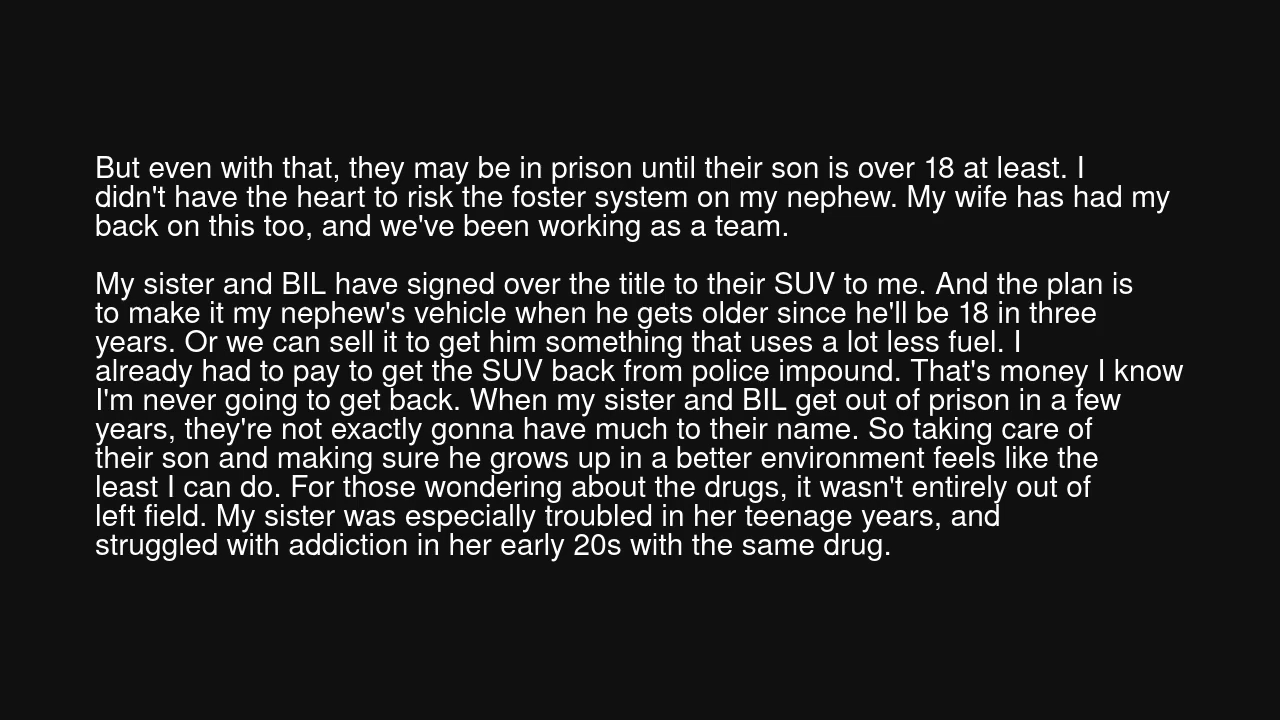 But even with that, they may be in prison until their son is over 18 at least. I
didn't have the heart to risk the foster system on my nephew. My wife has had my
back on this too, and we've been working as a team.
My sister and BIL have signed over the title to their SUV to me. And the plan is
to make it my nephew's vehicle when he gets older since he'll be 18 in three
years. Or we can sell it to get him something that uses a lot less fuel. I
already had to pay to get the SUV back from police impound. That's money I know
I'm never going to get back. When my sister and BIL get out of prison in a few
years, they're not exactly gonna have much to their name. So taking care of
their son and making sure he grows up in a better environment feels like the
least I can do. For those wondering about the drugs, it wasn't entirely out of
left field. My sister was especially troubled in her teenage years, and
struggled with addiction in her early 20s with the same drug.